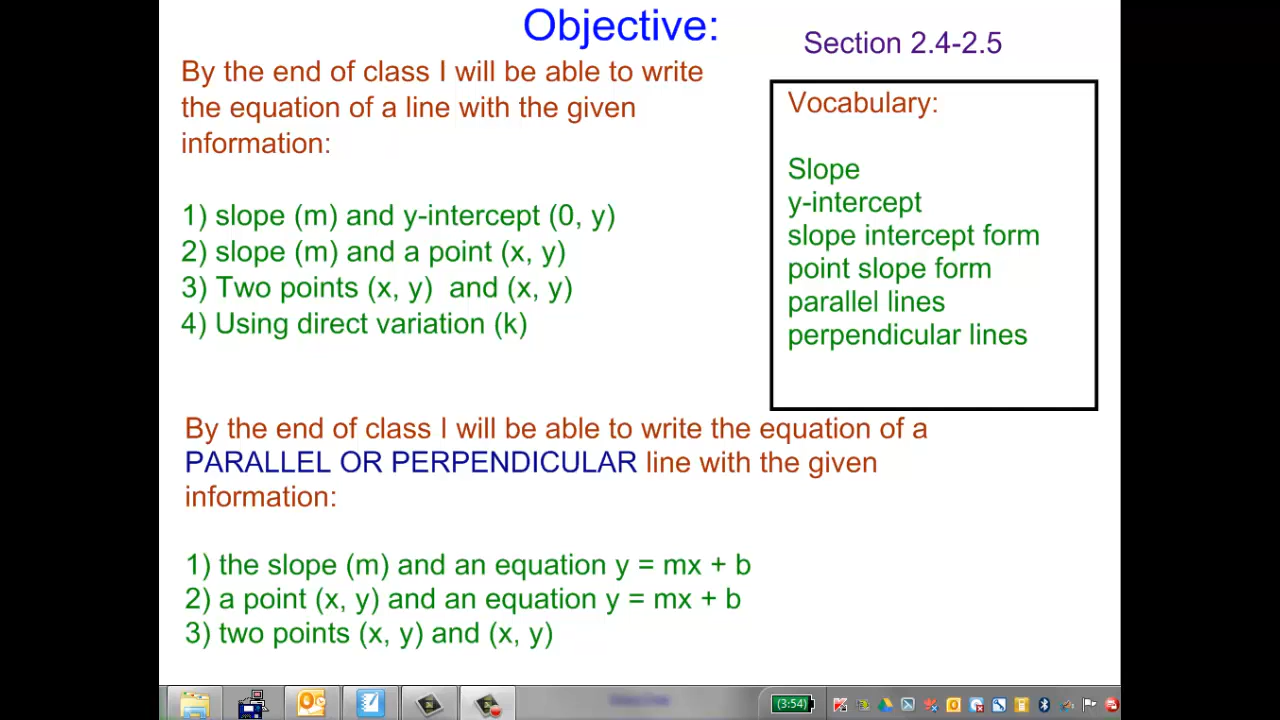 Objective:
Section 2.4-2.5
By the end of class I will be able to write
the equation of a line with the given
information:
1) slope (m) and y-intercept (0, y)
2) slope (m) and a point (x, y)
3) Two points (x, y) and (x, y)
4) Using direct variation (k)
Vocabulary:
Slope
y-intercept
slope intercept form
point slope form
parallel lines
perpendicular lines
By the end of class I will be able to write the equation of a
PARALLEL OR PERPENDICULAR line with the given
information:
1) the slope (m) and an equation y = mx + b
2) a point (x, y) and an equation y = mx + b
3) two points (x, y) and (x, y)
(3:54)